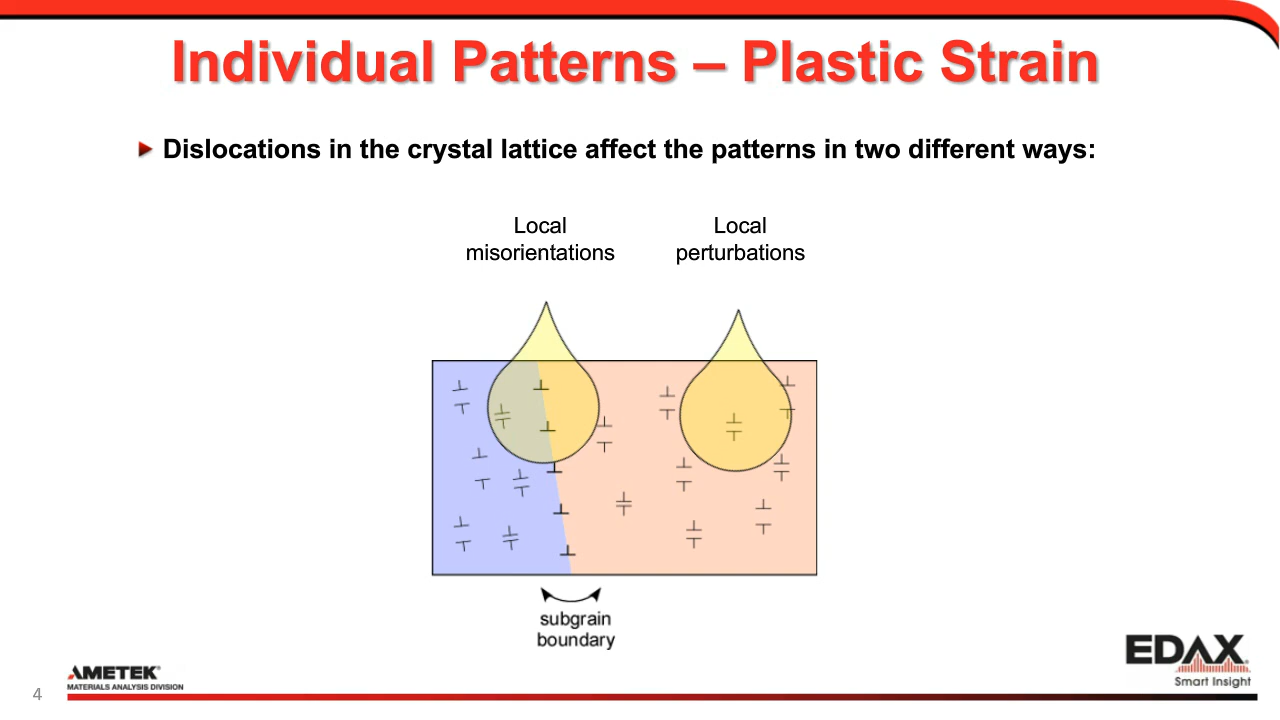 Individual Patterns – Plastic Strain
Dislocations in the crystal lattice affect the patterns in two different ways:
Local
misorientations
Local
perturbations
subgrain
boundary
4
AMETEK®
MATERIALS ANALYSIS DIVISION
EDAX
Smart Insight